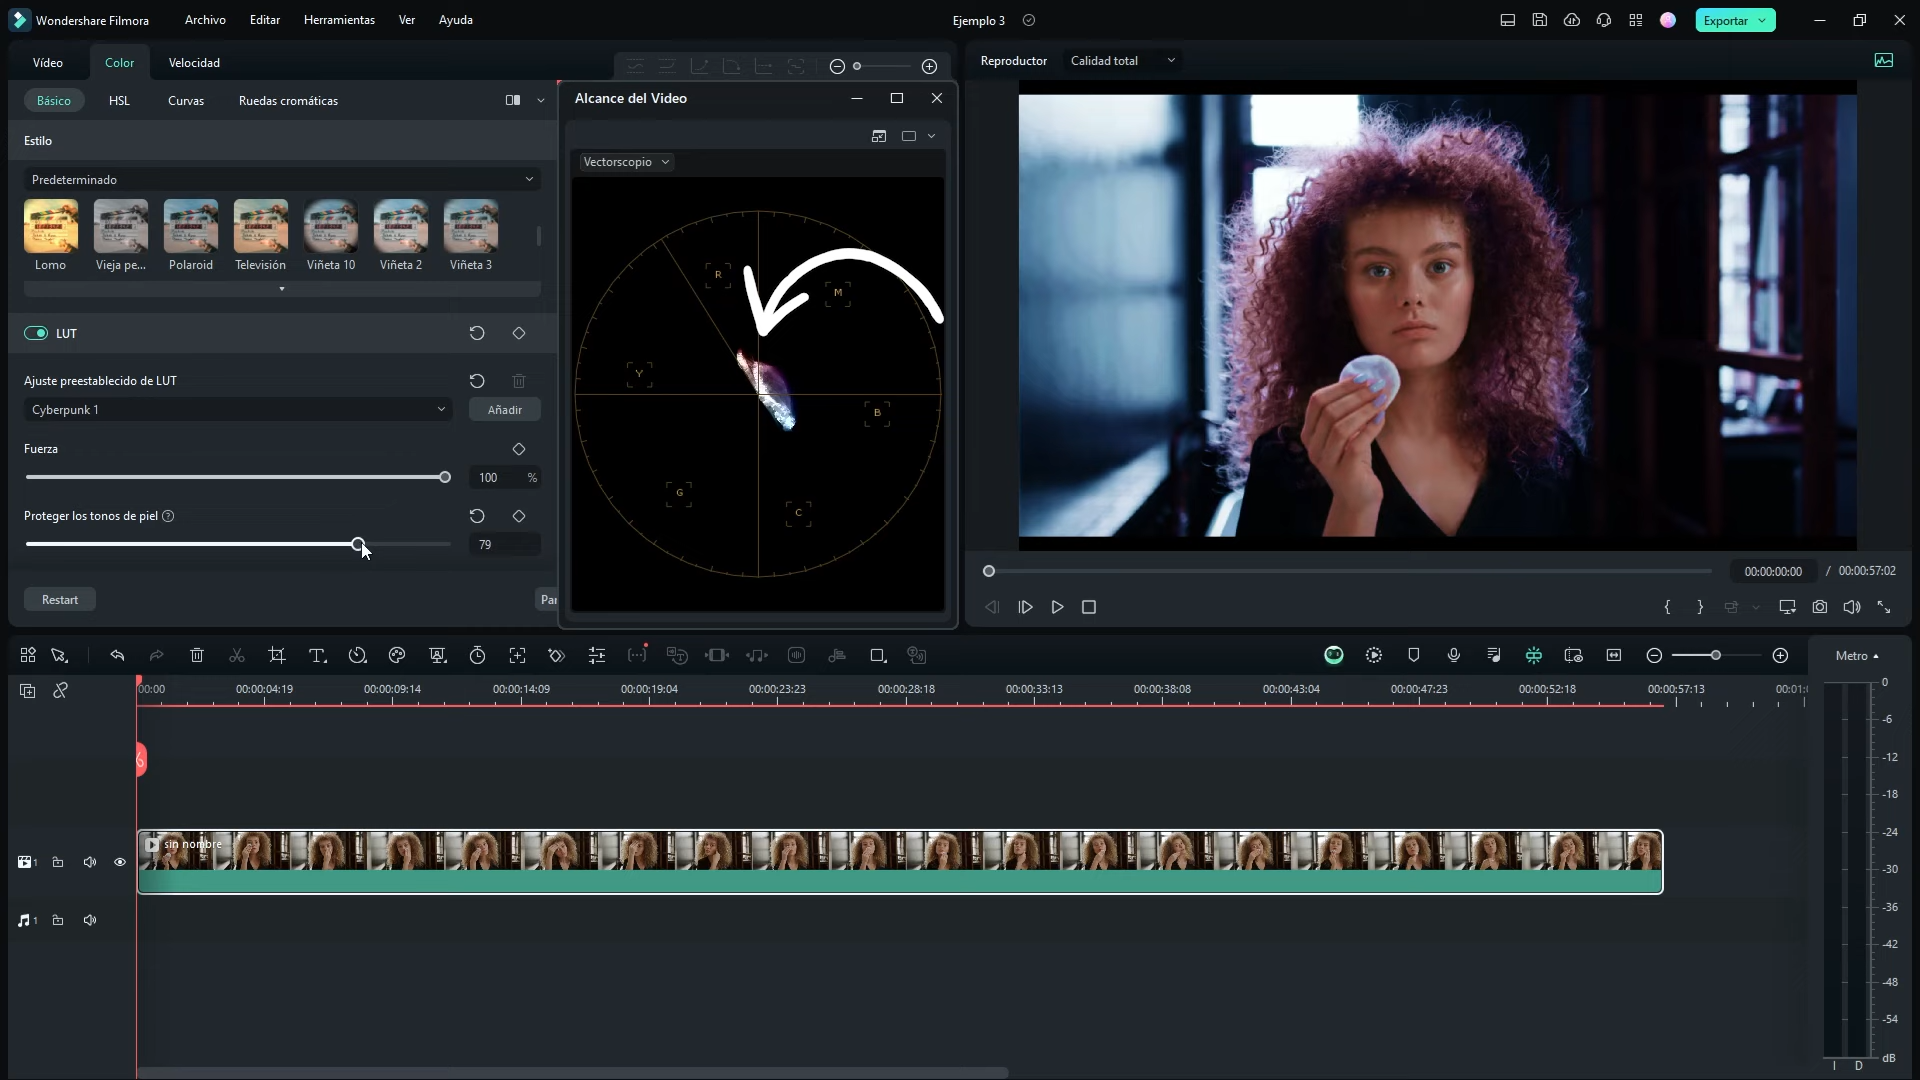 Wondershare Filmora
Archivo
Editar
Herramientas
Ver
Ayuda
Ejemplo 3
Exportar
Vídeo
Color
Velocidad
Básico
HSL
Curvas
Ruedas cromáticas
Estilo
Predeterminado
Lomo
Vieja pe...
Polaroid
Televisión
Viñeta 10
Viñeta 2
Viñeta 3
LUT
Ajuste preestablecido de LUT
Cyberpunk 1
Añadir
Fuerza
100 %
Proteger los tonos de piel
79
Restart
Alcance del Video
Vectorscopio
R
M
Y
B
G
C
Reproductor
Calidad total
00:00:00:00 / 00:00:57:02
Metro
00:00
00:00:04:19
00:00:09:14
00:00:14:09
00:00:19:04
00:00:23:23
00:00:28:18
00:00:33:13
00:00:38:08
00:00:43:04
00:00:47:23
00:00:52:18
00:00:57:13
sin nombre
1
1
0
-6
-12
-18
-24
-30
-36
-42
-48
-54
dB
I D